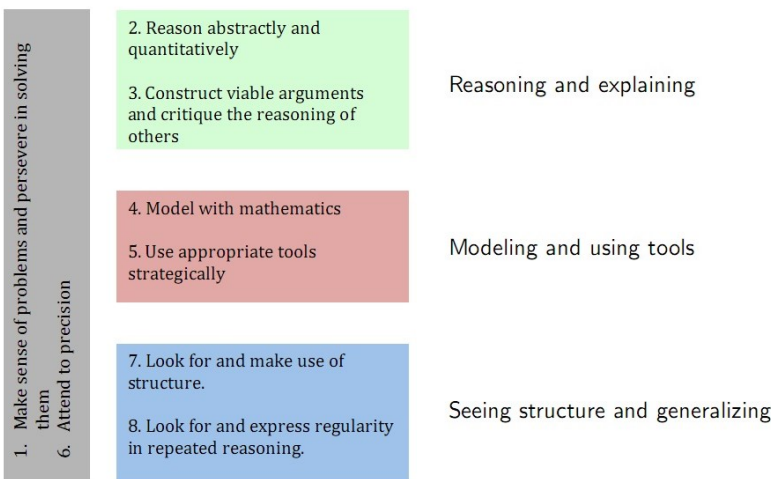 1. Make sense of problems and persevere in solving
them
6. Attend to precision
2. Reason abstractly and
quantitatively
3. Construct viable arguments
and critique the reasoning of
others
Reasoning and explaining
4. Model with mathematics
5. Use appropriate tools
strategically
Modeling and using tools
7. Look for and make use of
structure.
8. Look for and express regularity
in repeated reasoning.
Seeing structure and generalizing